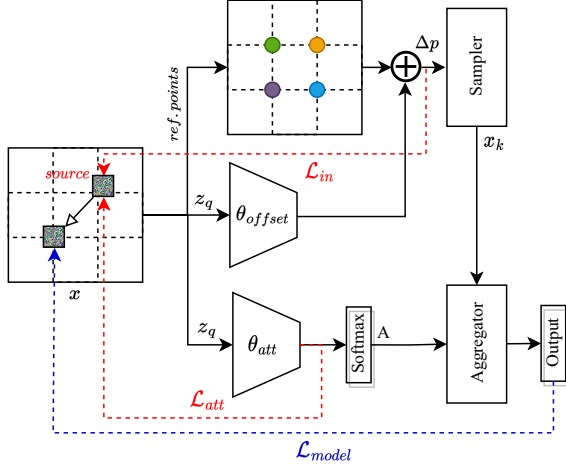 Δp
Sampler
ref. points
source
𝓛_in
x_k
z_q
θ_offset
x
z_q
θ_att
Softmax
A
Aggregator
Output
𝓛_att
𝓛_model